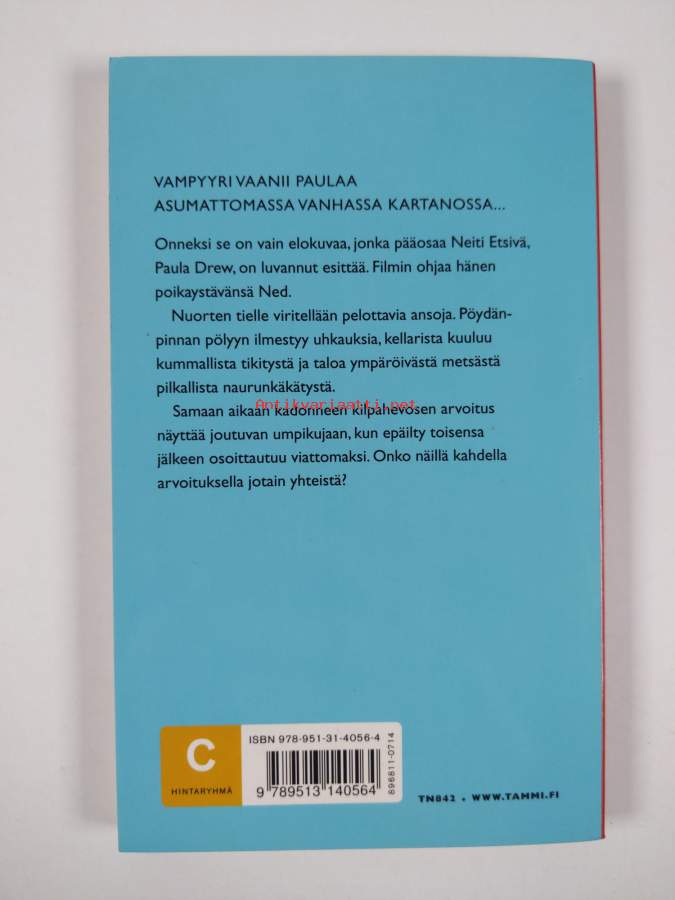 VAMPYYRI VAANII PAULAA
ASUMATTOMASSA VANHASSA KARTANOSSA...
Onneksi se on vain elokuvaa, jonka pääosaa Neiti Etsivä,
Paula Drew, on luvannut esittää. Filmin ohjaa hänen
poikaystävänsä Ned.
Nuorten tielle viritellään pelottavia ansoja. Pöydän-
pinnan pölyyn ilmestyy uhkauksia, kellarista kuuluu
kummallista tikitystä ja taloa ympäröivästä metsästä
pilkallista naurunkäkätystä.
Antikvariaatti.net
Samaan aikaan kadonneen kilpahevosen arvoitus
näyttää joutuvan umpikujaan, kun epäilty toisensa
jälkeen osoittautuu viattomaksi. Onko näillä kahdella
arvoituksella jotain yhteistä?
C
HINTARYHMÄ
ISBN 978-951-31-4056-4
9 789513 140564
896811-0714
TN842 • WWW.TAMMI.FI